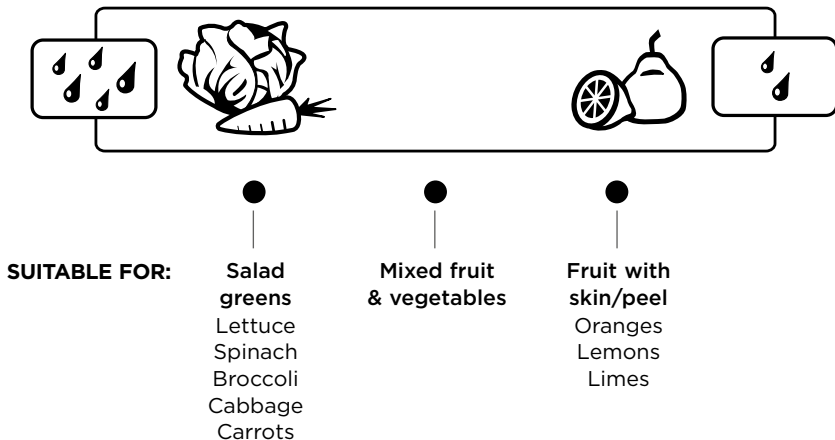 SUITABLE FOR:
Salad
greens
Lettuce
Spinach
Broccoli
Cabbage
Carrots
Mixed fruit
& vegetables
Fruit with
skin/peel
Oranges
Lemons
Limes